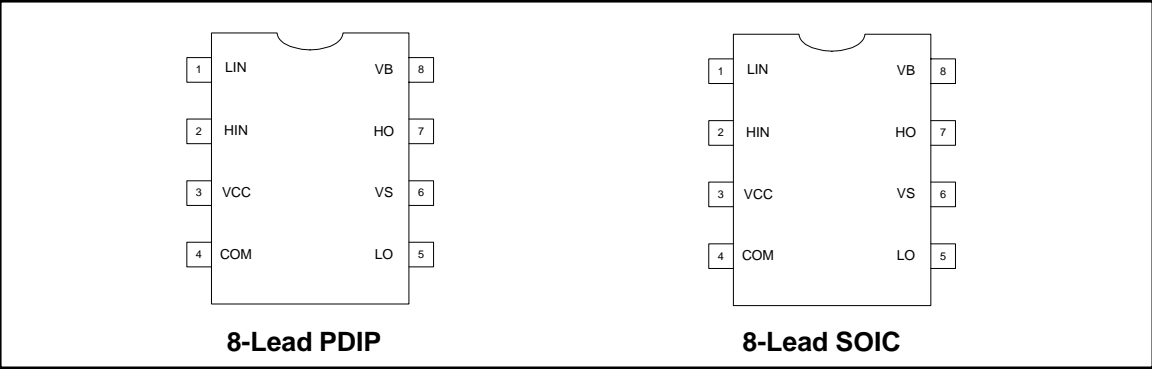 1 LIN VB 8
2 HIN HO 7
3 VCC VS 6
4 COM LO 5
8-Lead PDIP
1 LIN VB 8
2 HIN HO 7
3 VCC VS 6
4 COM LO 5
8-Lead SOIC